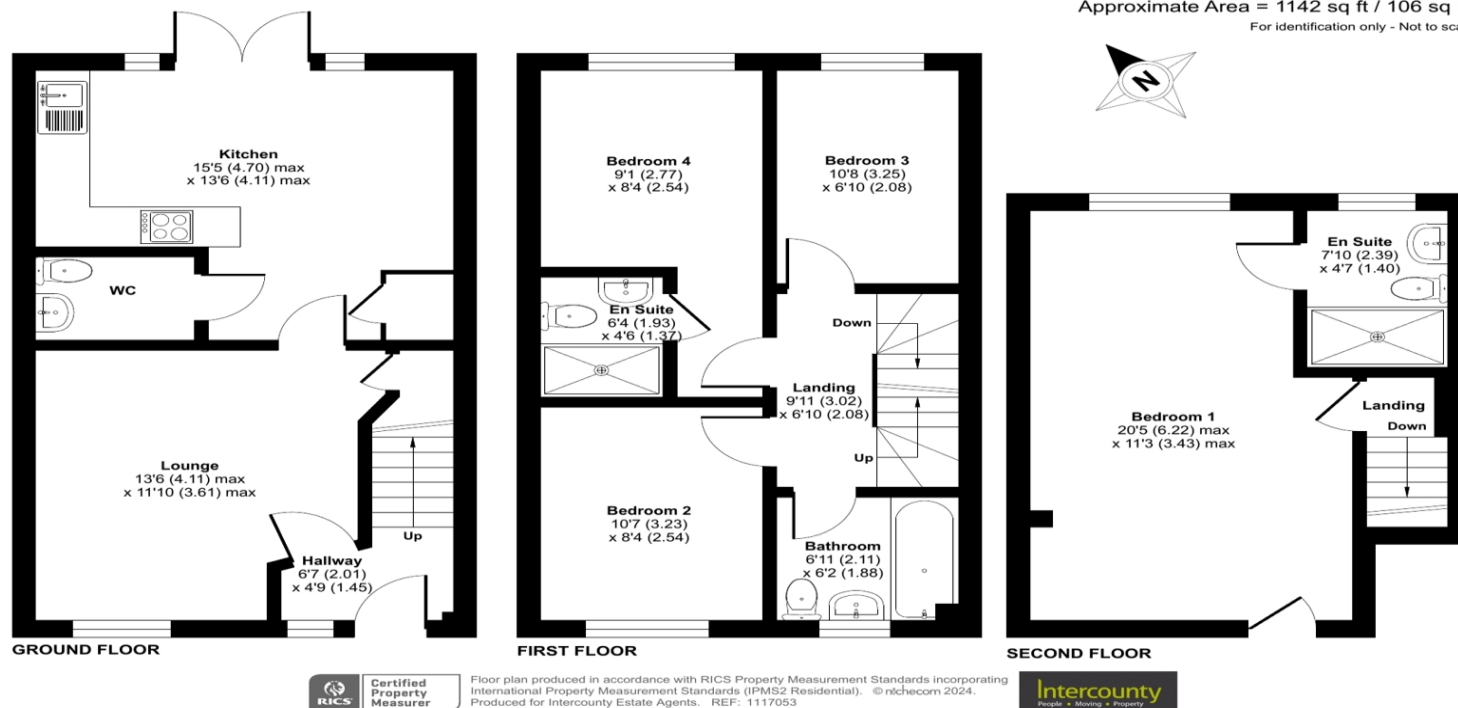 Approximate Area = 1142 sq ft / 106 sq
For identification only - Not to sca
N
Kitchen
15'5 (4.70) max
x 13'6 (4.11) max
WC
Lounge
13'6 (4.11) max
x 11'10 (3.61) max
Hallway
6'7 (2.01)
x 4'9 (1.45)
Up
GROUND FLOOR
Bedroom 4
9'1 (2.77)
x 8'4 (2.54)
Bedroom 3
10'8 (3.25)
x 6'10 (2.08)
En Suite
6'4 (1.93)
x 4'6 (1.37)
Down
Landing
9'11 (3.02)
x 6'10 (2.08)
Up
Bedroom 2
10'7 (3.23)
x 8'4 (2.54)
Bathroom
6'11 (2.11)
x 6'2 (1.88)
FIRST FLOOR
En Suite
7'10 (2.39)
x 4'7 (1.40)
Bedroom 1
20'5 (6.22) max
x 11'3 (3.43) max
Landing
Down
SECOND FLOOR
RICS
Certified
Property
Measurer
Floor plan produced in accordance with RICS Property Measurement Standards incorporating
International Property Measurement Standards (IPMS2 Residential). © nichecom 2024.
Produced for Intercounty Estate Agents. REF: 1117053
Intercounty
People • Moving • Property